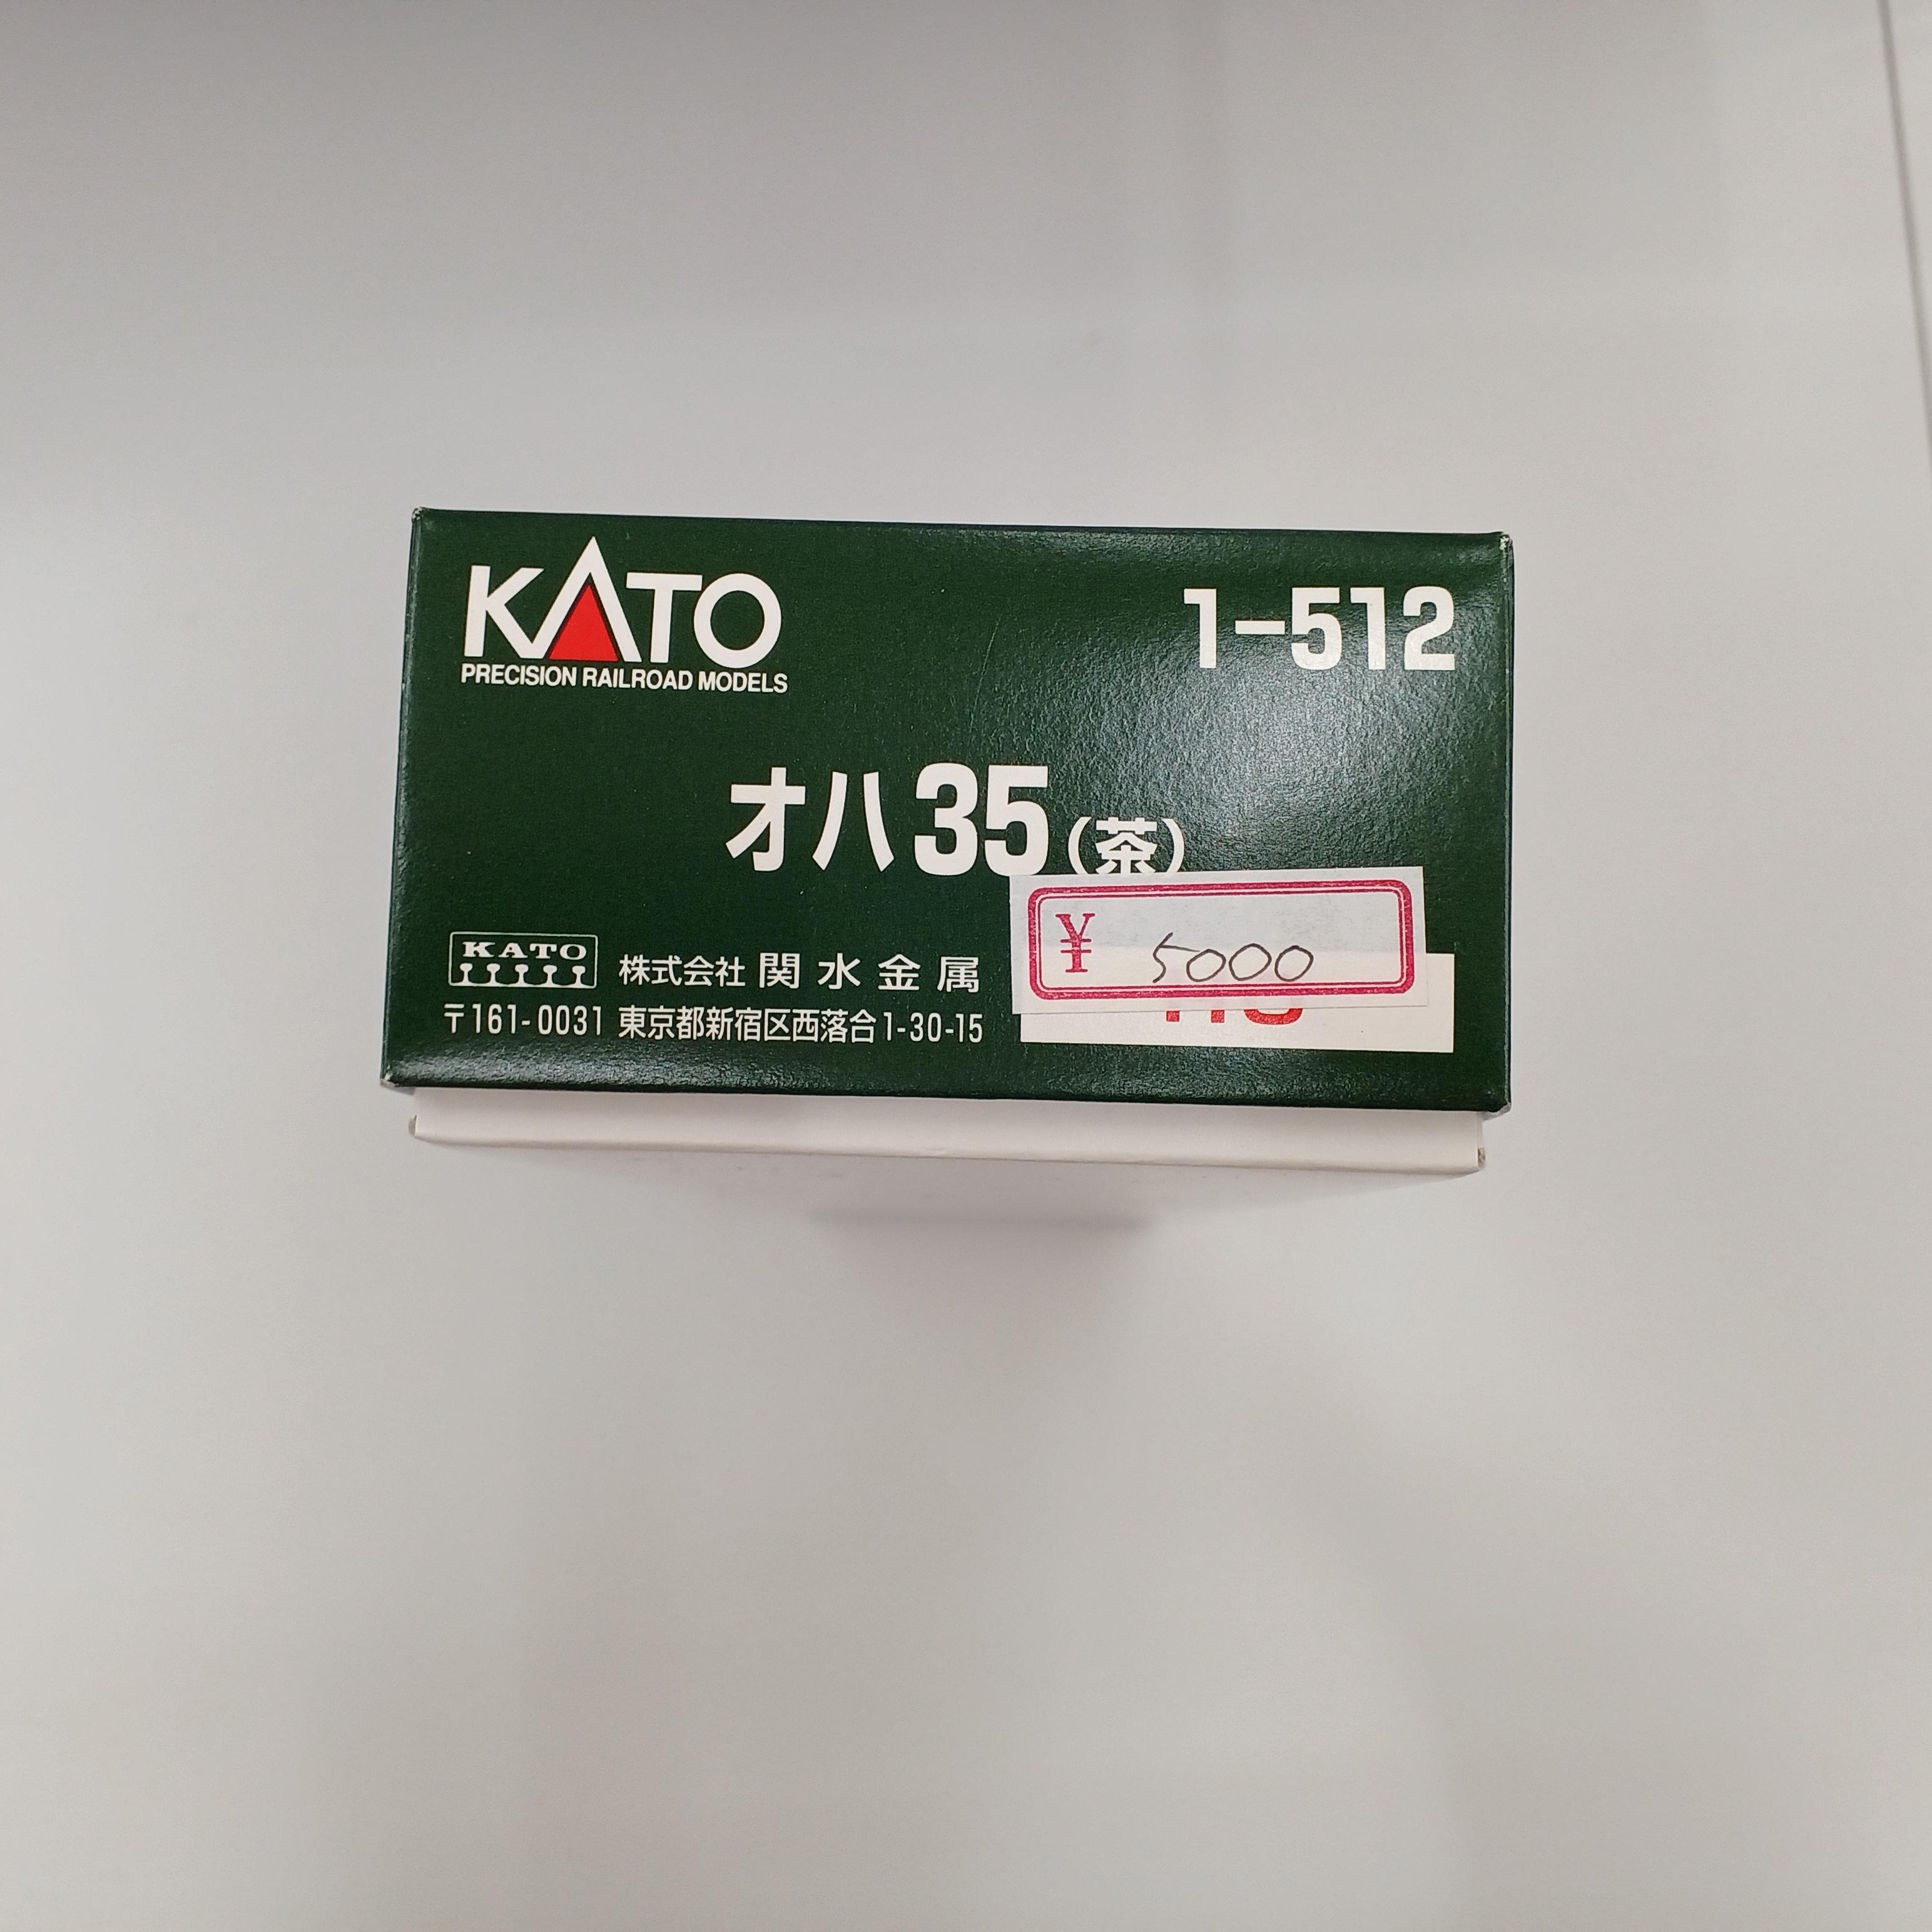 KATO
PRECISION RAILROAD MODELS
1-512
オハ35(茶)
KATO
株式会社 関水金属
〒161-0031 東京都新宿区西落合1-30-15
¥ 5000